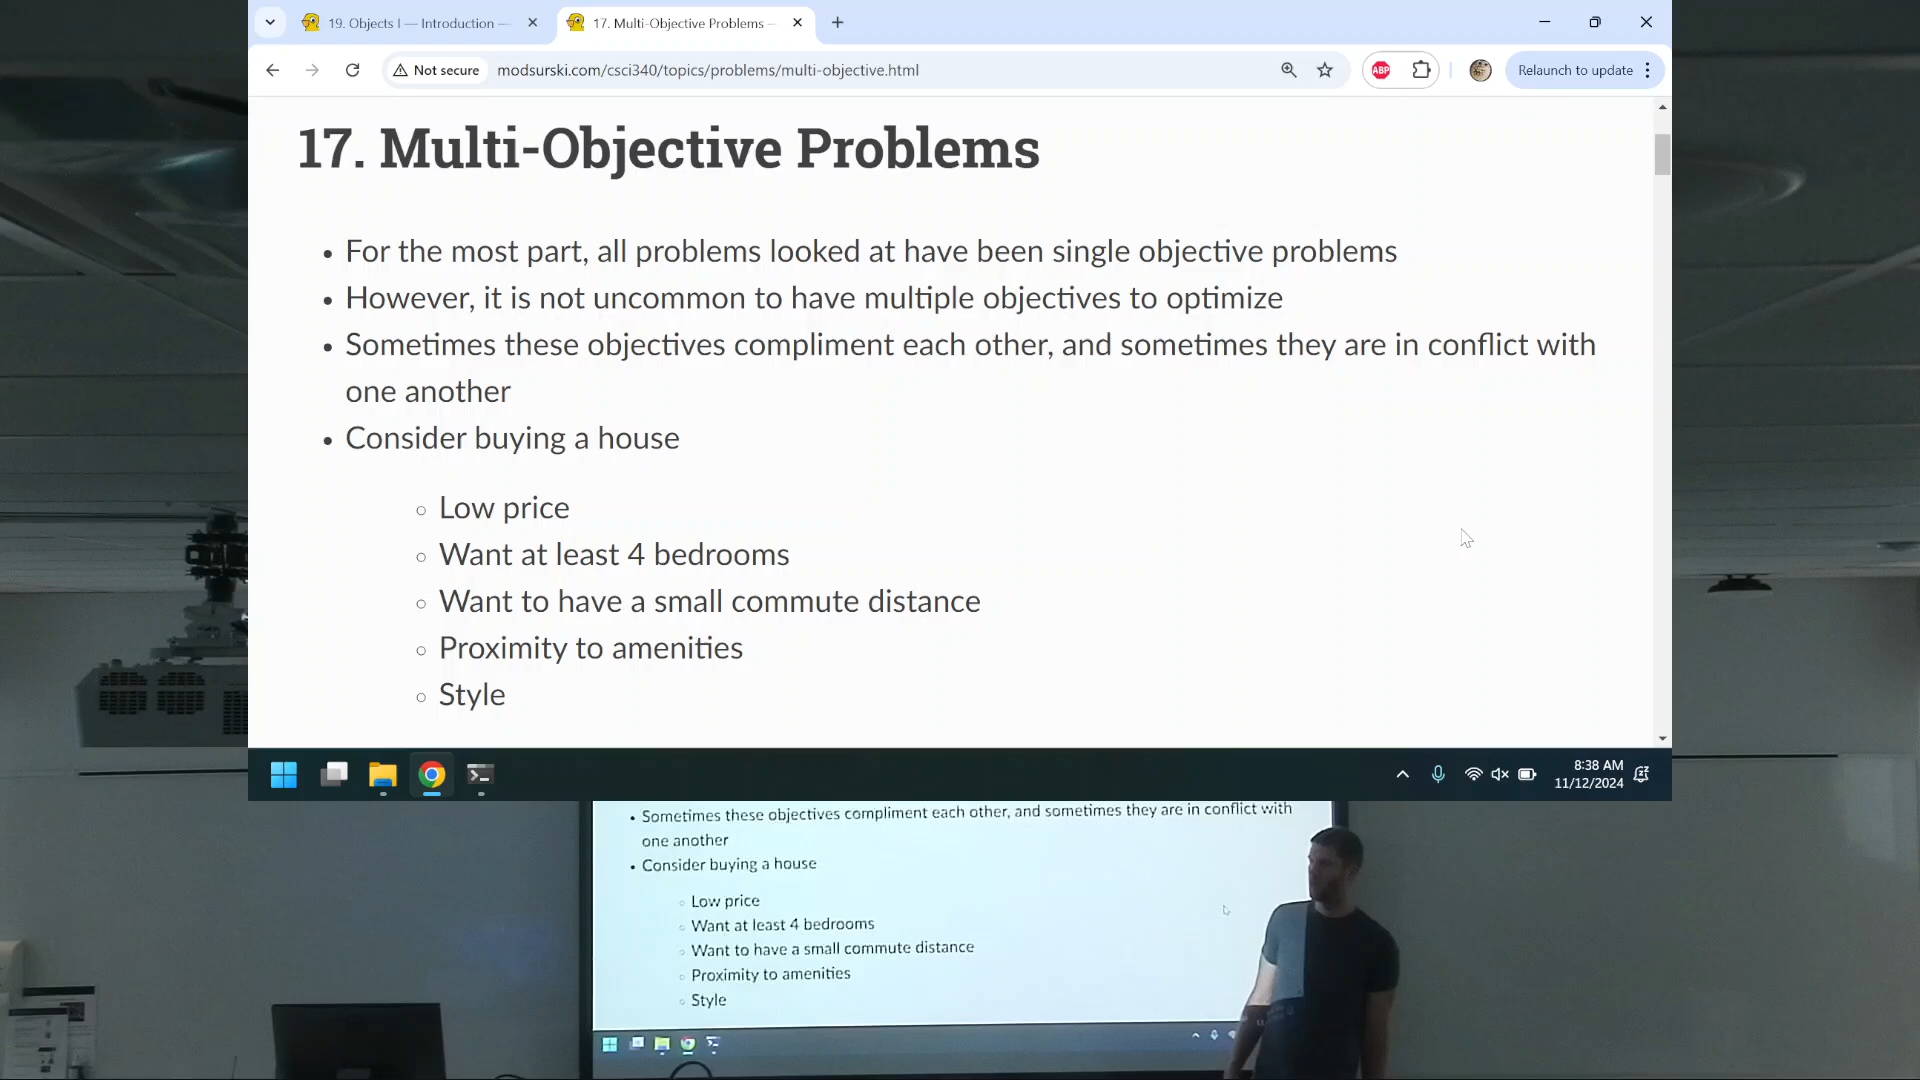 19. Objects I — Introduction —
17. Multi-Objective Problems —
Not secure
modsurski.com/csci340/topics/problems/multi-objective.html
ABP
Relaunch to update
17. Multi-Objective Problems
• For the most part, all problems looked at have been single objective problems
• However, it is not uncommon to have multiple objectives to optimize
• Sometimes these objectives compliment each other, and sometimes they are in conflict with
one another
• Consider buying a house
○ Low price
○ Want at least 4 bedrooms
○ Want to have a small commute distance
○ Proximity to amenities
○ Style
8:38 AM
11/12/2024
• Sometimes these objectives compliment each other, and sometimes they are in conflict with
one another
• Consider buying a house
○ Low price
○ Want at least 4 bedrooms
○ Want to have a small commute distance
○ Proximity to amenities
○ Style